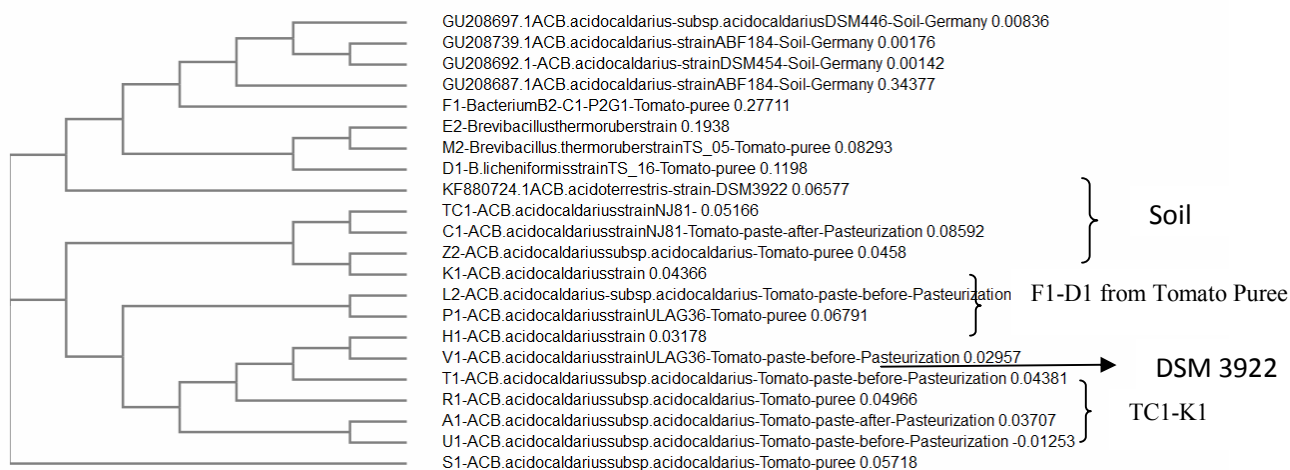 GU208697.1ACB.acidocaldarius-subsp.acidocaldariusDSM446-Soil-Germany 0.00836
GU208739.1ACB.acidocaldarius-strainABF184-Soil-Germany 0.00176
GU208692.1-ACB.acidocaldarius-strainDSM454-Soil-Germany 0.00142
GU208687.1ACB.acidocaldarius-strainABF184-Soil-Germany 0.34377
F1-BacteriumB2-C1-P2G1-Tomato-puree 0.27711
E2-Brevibacillusthermoruberstrain 0.1938
M2-Brevibacillus.thermoruberstrainTS_05-Tomato-puree 0.08293
D1-B.licheniformisstrainTS_16-Tomato-puree 0.1198
KF880724.1ACB.acidoterrestris-strain-DSM3922 0.06577
TC1-ACB.acidocaldariusstrainNJ81- 0.05166
C1-ACB.acidocaldariusstrainNJ81-Tomato-paste-after-Pasteurization 0.08592
Z2-ACB.acidocaldariussubsp.acidocaldarius-Tomato-puree 0.0458
K1-ACB.acidocaldariusstrain 0.04366
L2-ACB.acidocaldarius-subsp.acidocaldarius-Tomato-paste-before-Pasteurization
P1-ACB.acidocaldariusstrainULAG36-Tomato-puree 0.06791
H1-ACB.acidocaldariusstrain 0.03178
V1-ACB.acidocaldariusstrainULAG36-Tomato-paste-before-Pasteurization 0.02957
T1-ACB.acidocaldariussubsp.acidocaldarius-Tomato-paste-before-Pasteurization 0.04381
R1-ACB.acidocaldariussubsp.acidocaldarius-Tomato-puree 0.04966
A1-ACB.acidocaldariussubsp.acidocaldarius-Tomato-paste-after-Pasteurization 0.03707
U1-ACB.acidocaldariussubsp.acidocaldarius-Tomato-paste-before-Pasteurization -0.01253
S1-ACB.acidocaldariussubsp.acidocaldarius-Tomato-puree 0.05718
Soil
F1-D1 from Tomato Puree
DSM 3922
TC1-K1